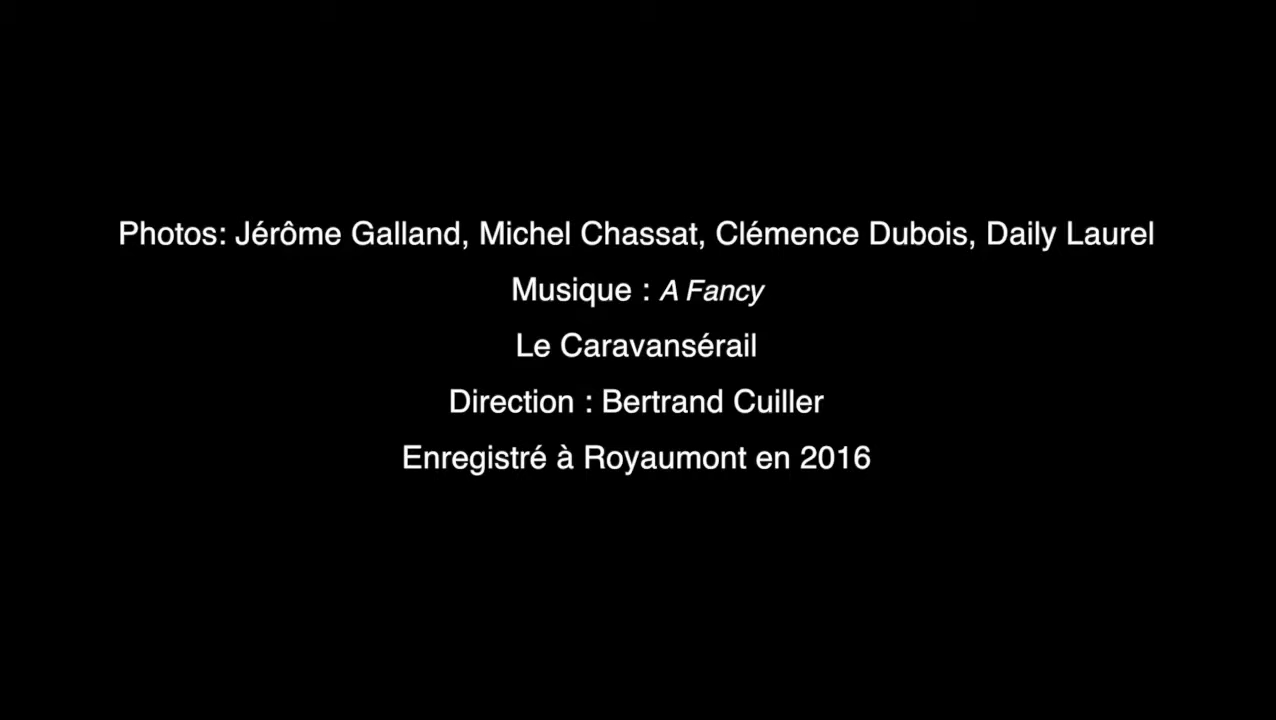 Photos: Jérôme Galland, Michel Chassat, Clémence Dubois, Daily Laurel
Musique : A Fancy
Le Caravansérail
Direction : Bertrand Cuiller
Enregistré à Royaumont en 2016